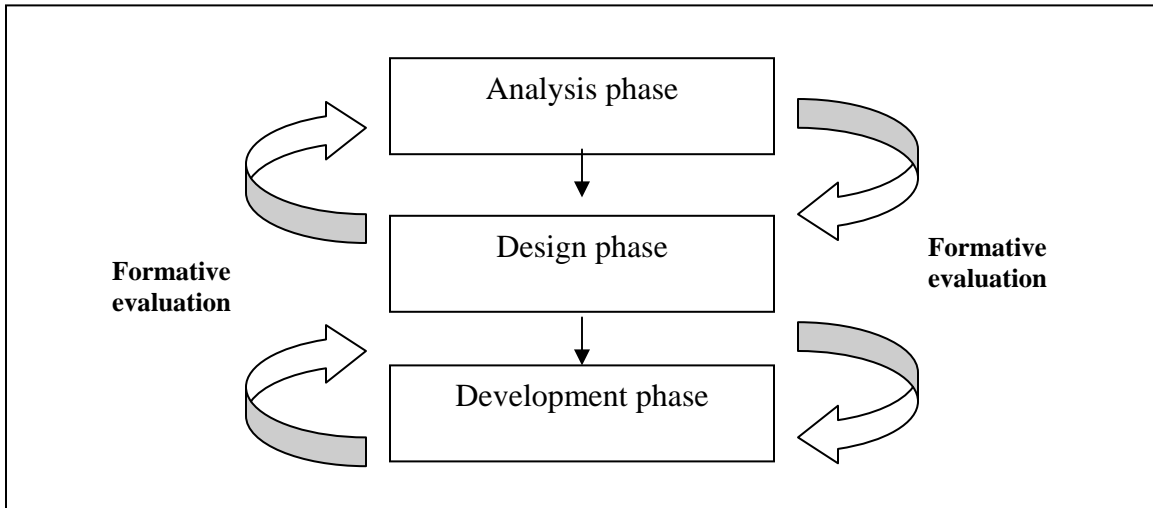 Analysis phase
Design phase
Formative
evaluation
Formative
evaluation
Development phase